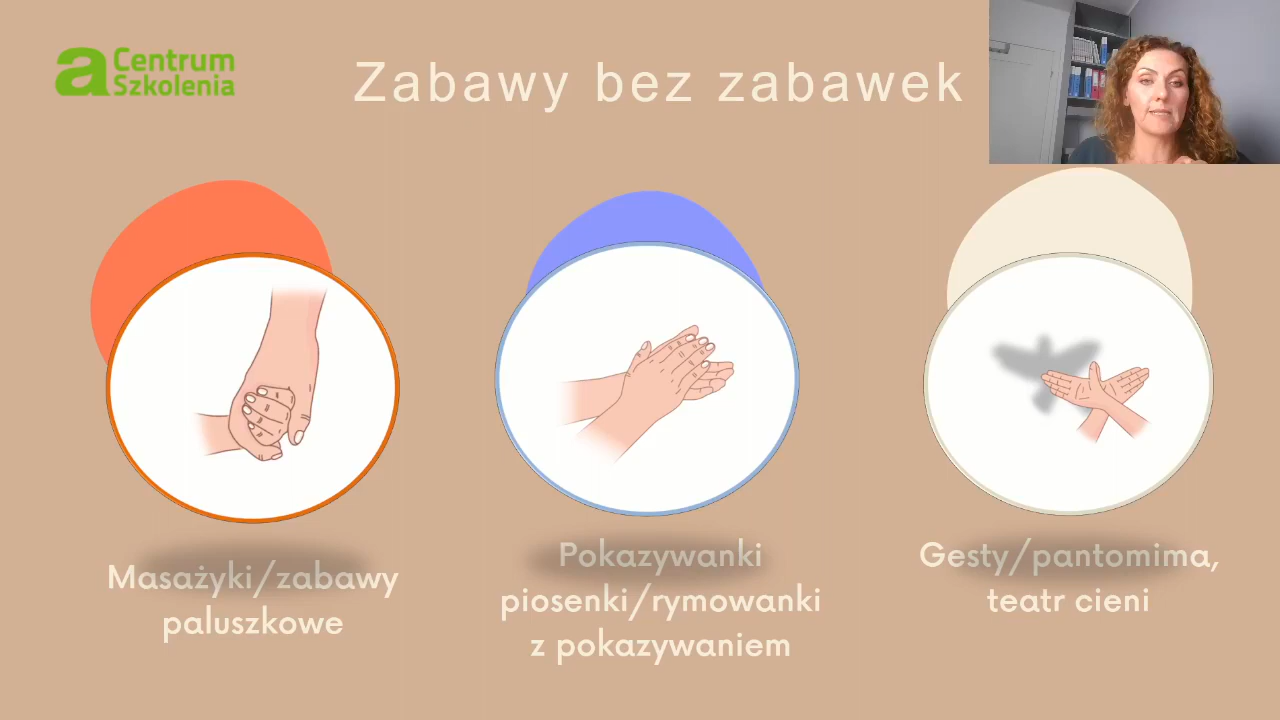 a Centrum
Szkolenia
Zabawy bez zabawek
Masażyki/zabawy
paluszkowe
Pokazywanki
piosenki/rymowanki
z pokazywaniem
Gesty/pantomima,
teatr cieni